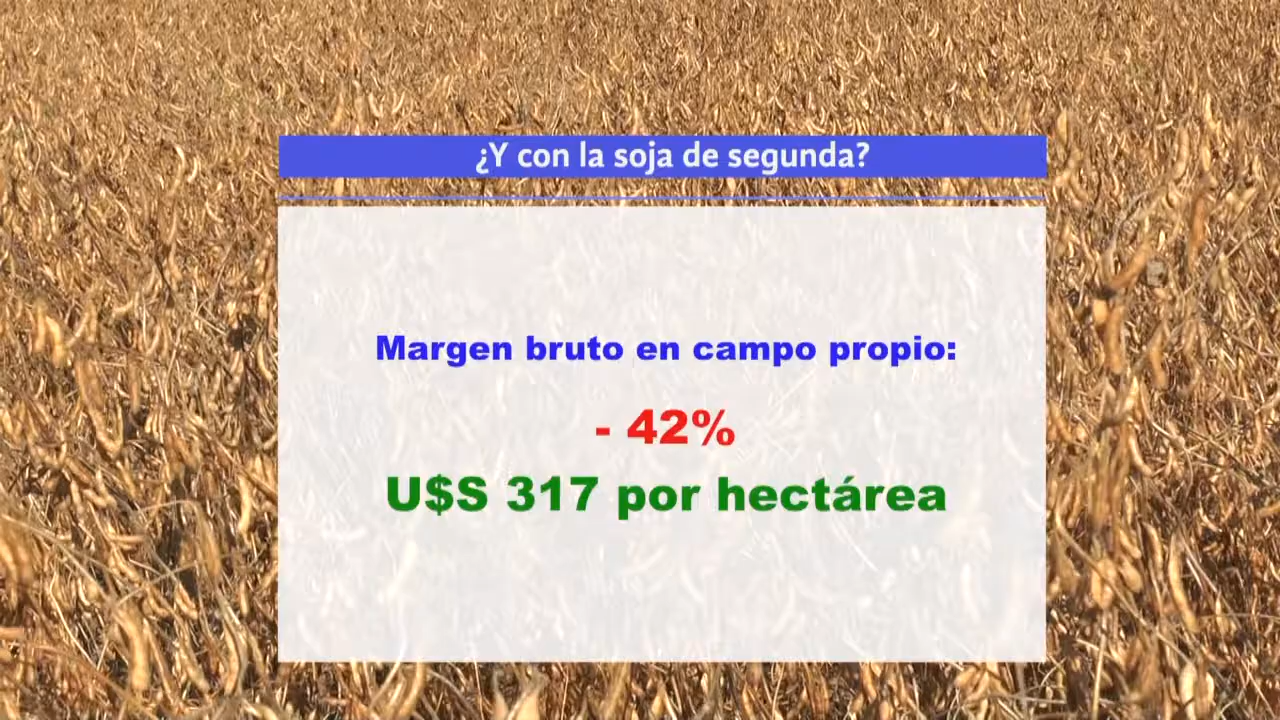 ¿Y con la soja de segunda?
Margen bruto en campo propio:
- 42%
U$S 317 por hectárea